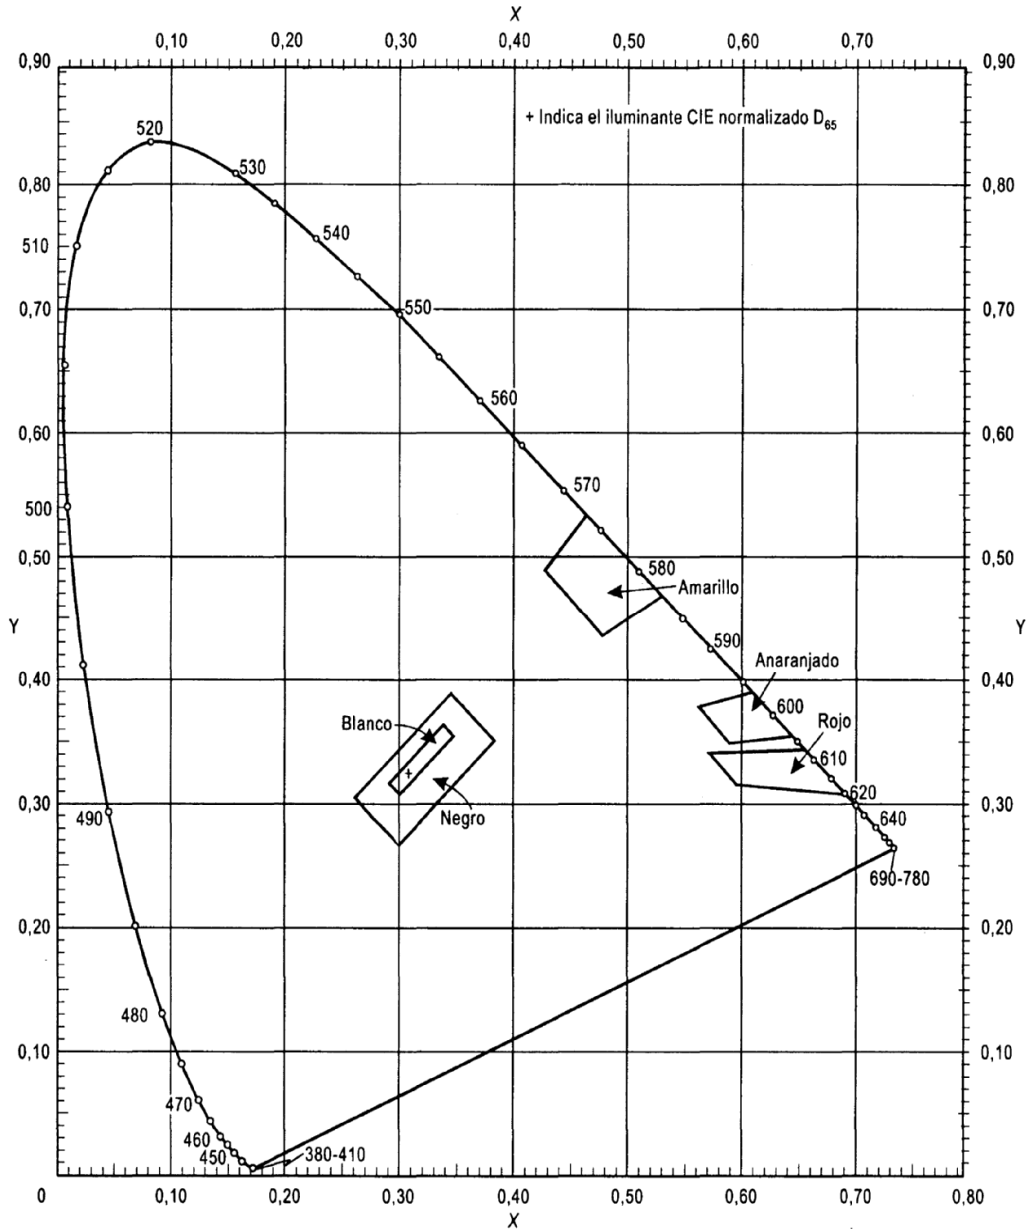 X
0,10 0,20 0,30 0,40 0,50 0,60 0,70
0,90 0,90
+ Indica el iluminante CIE normalizado D65
520
530
0,80 0,80
540
510
0,70 550 0,70
560
0,60 0,60
570
500
0,50 0,50
580
Amarillo
Y Y
590
Anaranjado
0,40 0,40
600
Rojo
Blanco
610
0,30 620 0,30
Negro
490 640
690-780
0,20 0,20
480
0,10 0,10
470
460
450 380-410
0 0,10 0,20 0,30 0,40 0,50 0,60 0,70 0,80
X